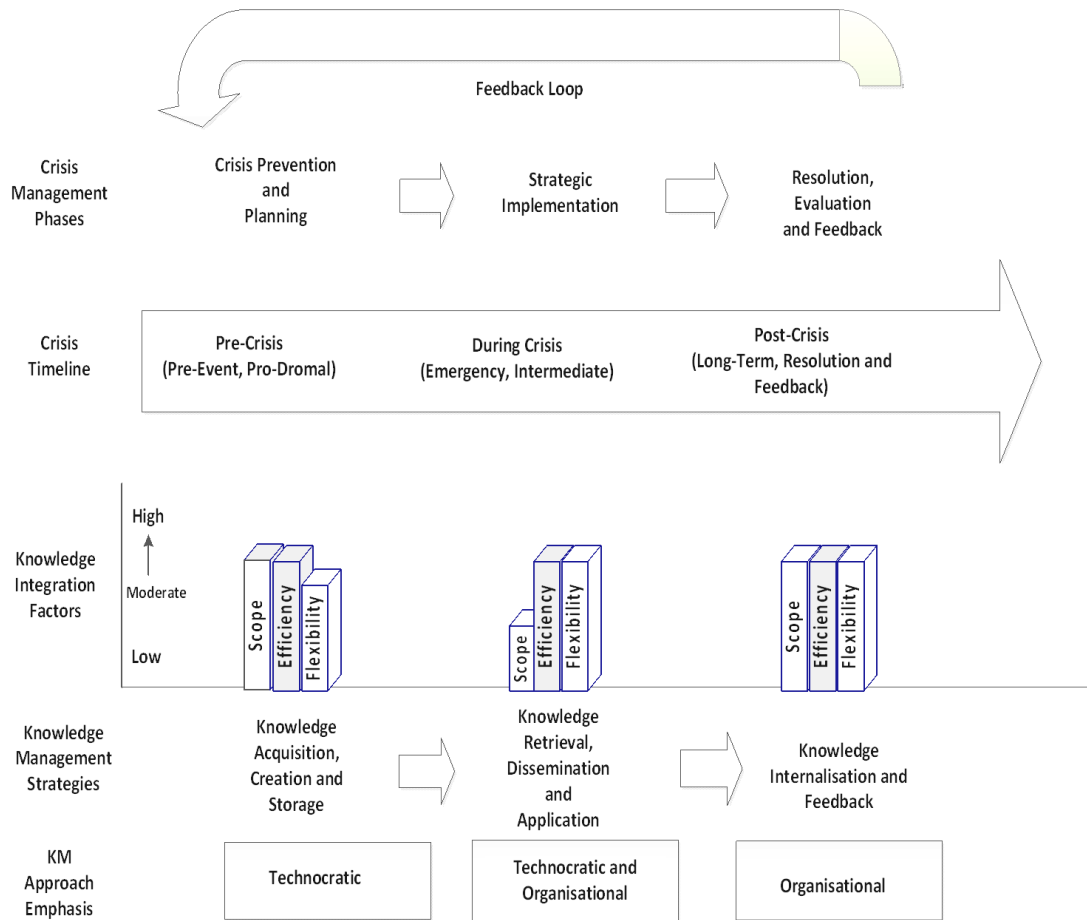 Feedback Loop
Crisis
Management
Phases
Crisis Prevention
and
Planning
Strategic
Implementation
Resolution,
Evaluation
and Feedback
Crisis
Timeline
Pre-Crisis
(Pre-Event, Pro-Dromal)
During Crisis
(Emergency, Intermediate)
Post-Crisis
(Long-Term, Resolution and
Feedback)
Knowledge
Integration
Factors
High
Moderate
Low
Scope
Efficiency
Flexibility
Scope
Efficiency
Flexibility
Scope
Efficiency
Flexibility
Knowledge
Management
Strategies
Knowledge
Acquisition,
Creation and
Storage
Knowledge
Retrieval,
Dissemination
and
Application
Knowledge
Internalisation and
Feedback
KM
Approach
Emphasis
Technocratic
Technocratic and
Organisational
Organisational